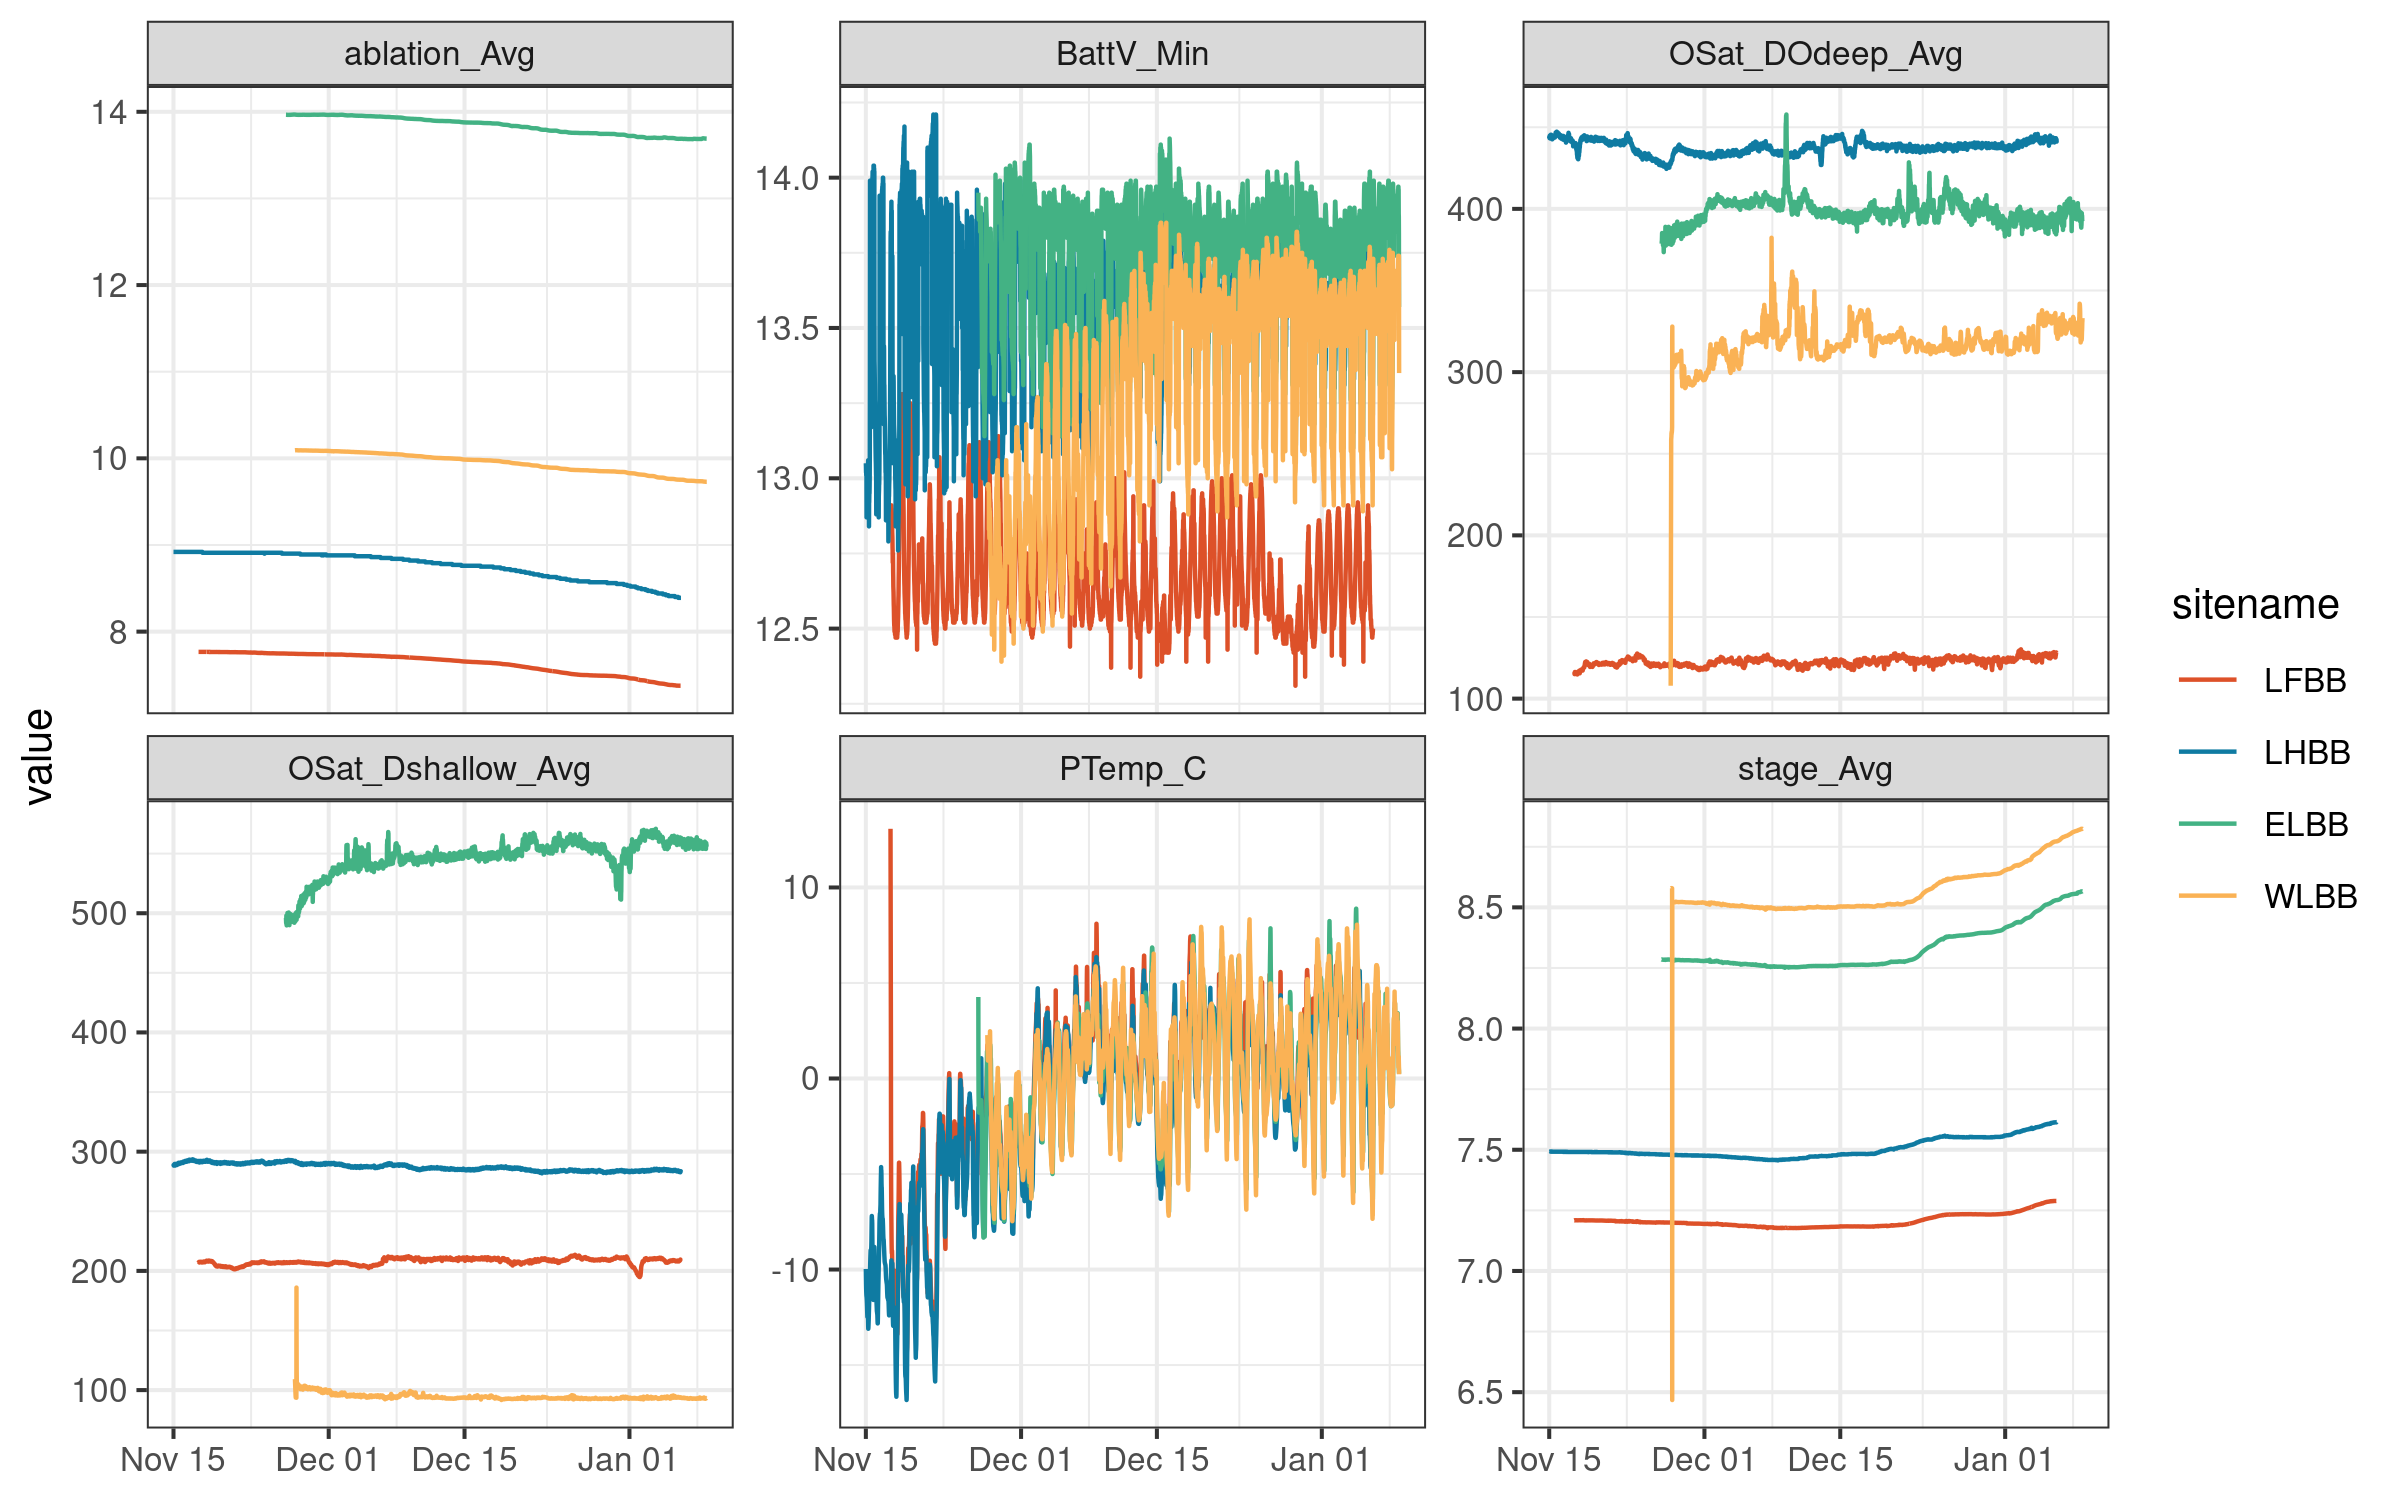 ablation_Avg
BattV_Min
OSat_DOdeep_Avg
14
12
10
8
14.0
13.5
13.0
12.5
400
300
200
100
value
OSat_Dshallow_Avg
PTemp_C
stage_Avg
500
400
300
200
100
10
0
-10
8.5
8.0
7.5
7.0
6.5
Nov 15 Dec 01 Dec 15 Jan 01
Nov 15 Dec 01 Dec 15 Jan 01
Nov 15 Dec 01 Dec 15 Jan 01
sitename
LFBB
LHBB
ELBB
WLBB